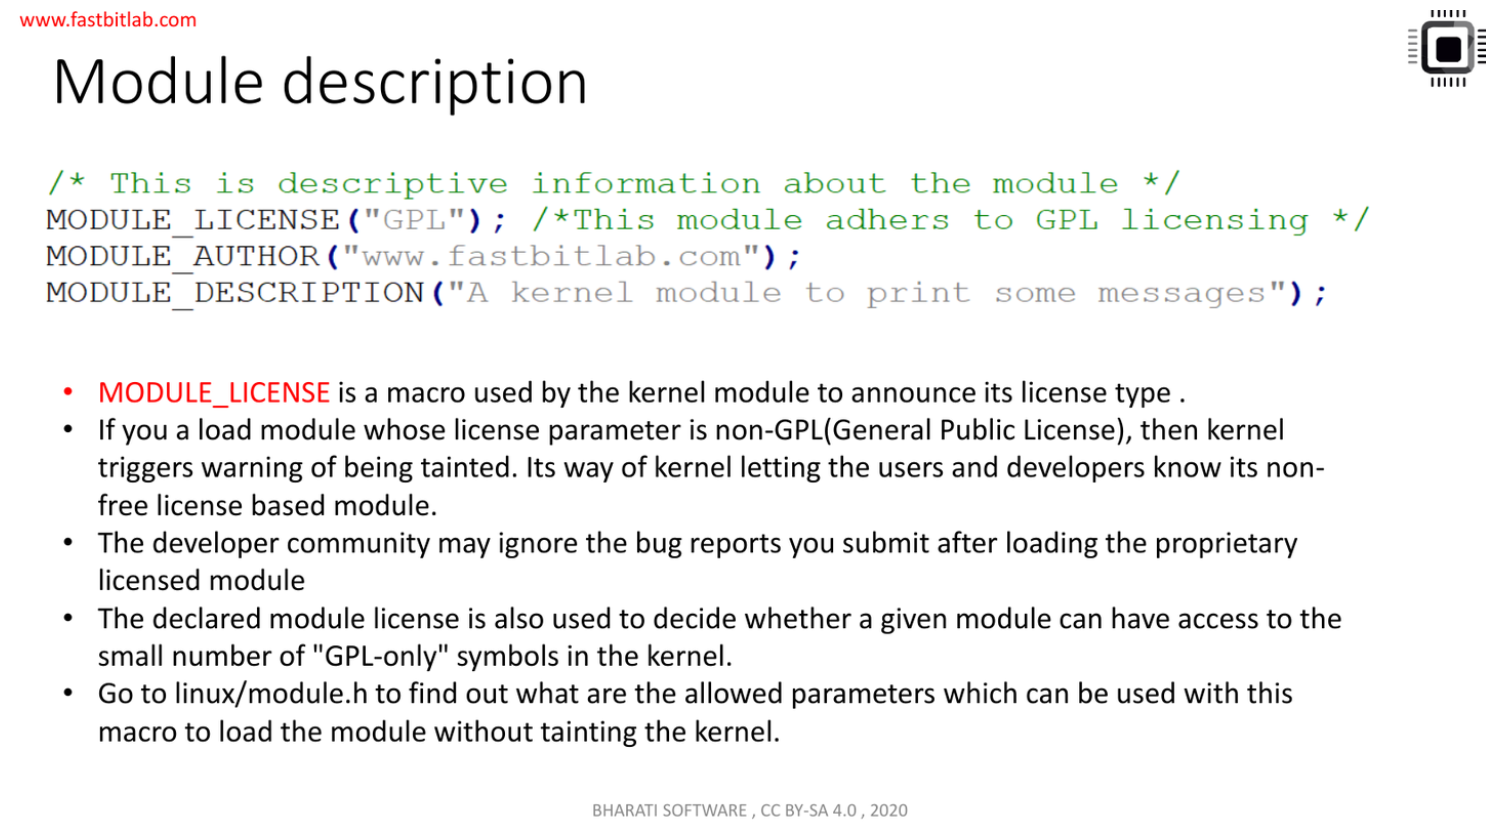 www.fastbitlab.com
Module description
/* This is descriptive information about the module */
MODULE_LICENSE("GPL"); /*This module adhers to GPL licensing */
MODULE_AUTHOR("www.fastbitlab.com");
MODULE_DESCRIPTION("A kernel module to print some messages");
• MODULE_LICENSE is a macro used by the kernel module to announce its license type .
• If you a load module whose license parameter is non-GPL(General Public License), then kernel
triggers warning of being tainted. Its way of kernel letting the users and developers know its non-
free license based module.
• The developer community may ignore the bug reports you submit after loading the proprietary
licensed module
• The declared module license is also used to decide whether a given module can have access to the
small number of "GPL-only" symbols in the kernel.
• Go to linux/module.h to find out what are the allowed parameters which can be used with this
macro to load the module without tainting the kernel.
BHARATI SOFTWARE , CC BY-SA 4.0 , 2020